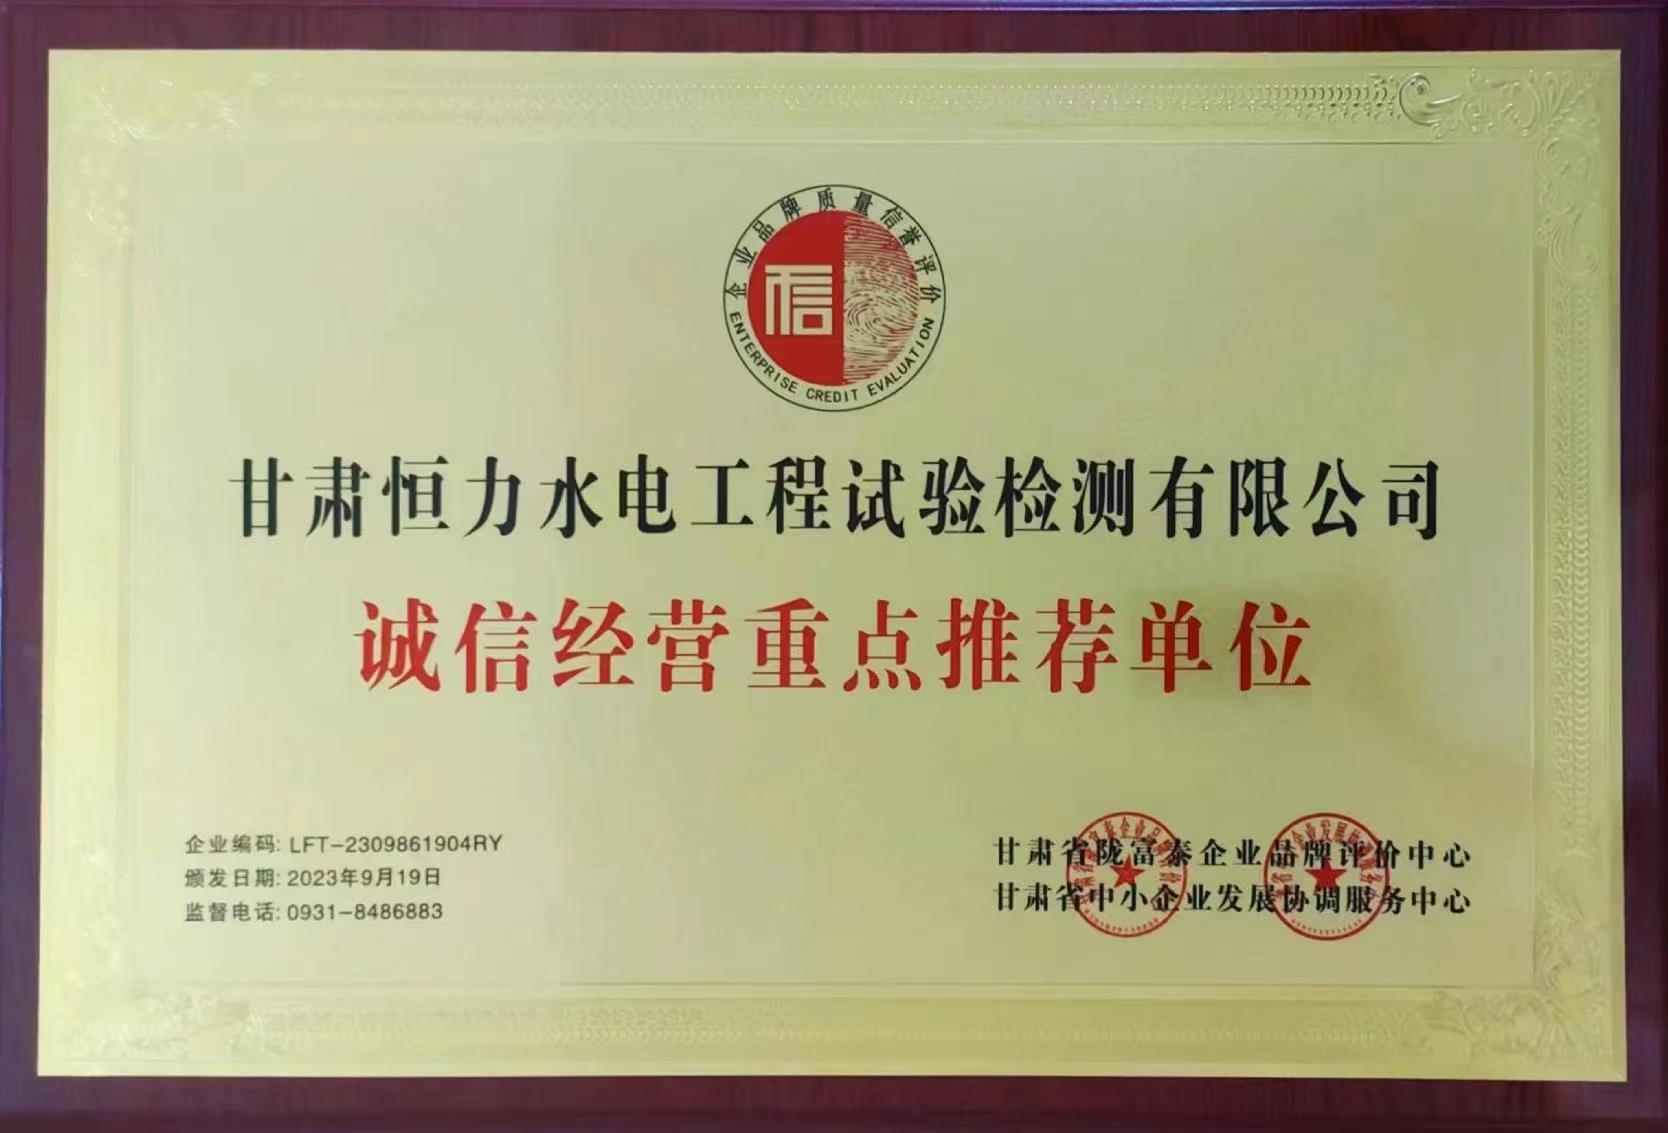 企业品牌质量信誉评价
信
ENTERPRISE CREDIT EVALUATION
甘肃恒力水电工程试验检测有限公司
诚信经营重点推荐单位
企业编码: LFT-2309861904RY
颁发日期: 2023年9月19日
监督电话: 0931-8486883
甘肃省陇富泰企业品牌评价中心
甘肃省中小企业发展协调服务中心